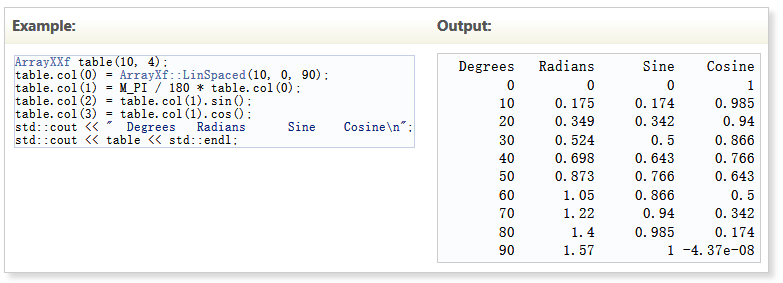 Example:
ArrayXXf table(10, 4);
table.col(0) = ArrayXf::LinSpaced(10, 0, 90);
table.col(1) = M_PI / 180 * table.col(0);
table.col(2) = table.col(1).sin();
table.col(3) = table.col(1).cos();
std::cout << "  Degrees   Radians      Sine    Cosine\n";
std::cout << table << std::endl;
Output:
Degrees Radians Sine Cosine
0 0 0 1
10 0.175 0.174 0.985
20 0.349 0.342 0.94
30 0.524 0.5 0.866
40 0.698 0.643 0.766
50 0.873 0.766 0.643
60 1.05 0.866 0.5
70 1.22 0.94 0.342
80 1.4 0.985 0.174
90 1.57 1 -4.37e-08